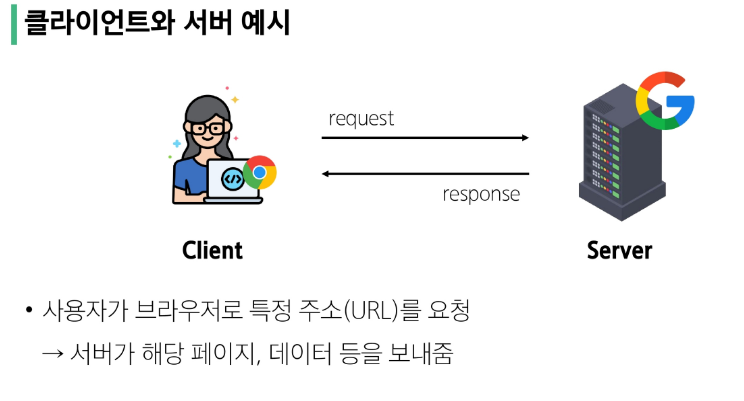 클라이언트와 서버 예시
request
response
Client
Server
• 사용자가 브라우저로 특정 주소(URL)를 요청
→ 서버가 해당 페이지, 데이터 등을 보내줌